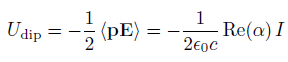 U_dip = −1/2 ⟨pE⟩ = −1/(2ϵ₀c) Re(α) I